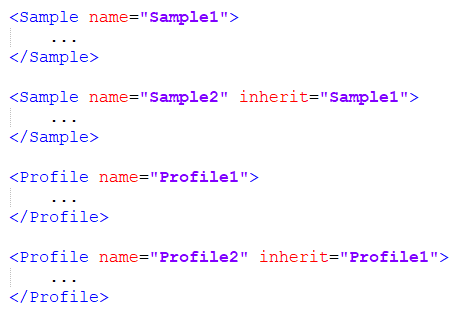 <Sample name="Sample1">
...
</Sample>
<Sample name="Sample2" inherit="Sample1">
...
</Sample>
<Profile name="Profile1">
...
</Profile>
<Profile name="Profile2" inherit="Profile1">
...
</Profile>